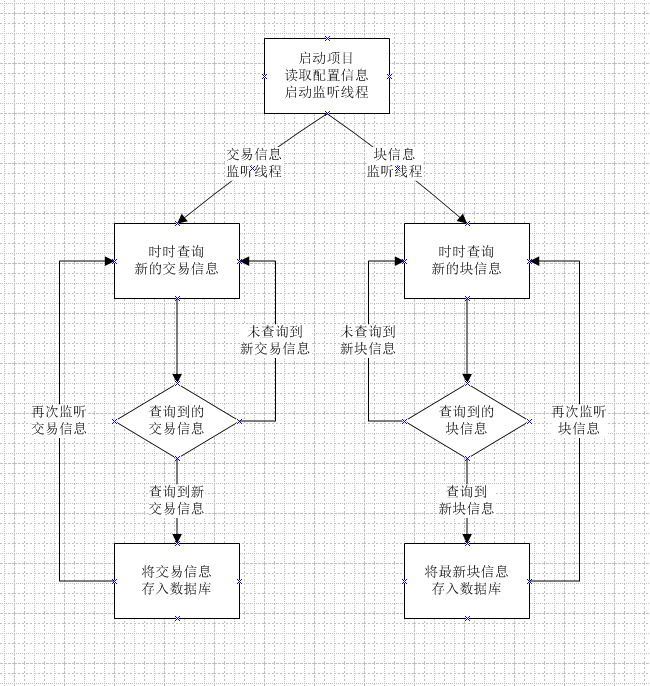 启动项目
读取配置信息
启动监听线程
交易信息
监听线程
块信息
监听线程
时时查询
新的交易信息
时时查询
新的块信息
未查询到
新交易信息
未查询到
新块信息
再次监听
交易信息
查询到的
交易信息
查询到的
块信息
再次监听
块信息
查询到新
交易信息
查询到
新块信息
将交易信息
存入数据库
将最新块信息
存入数据库